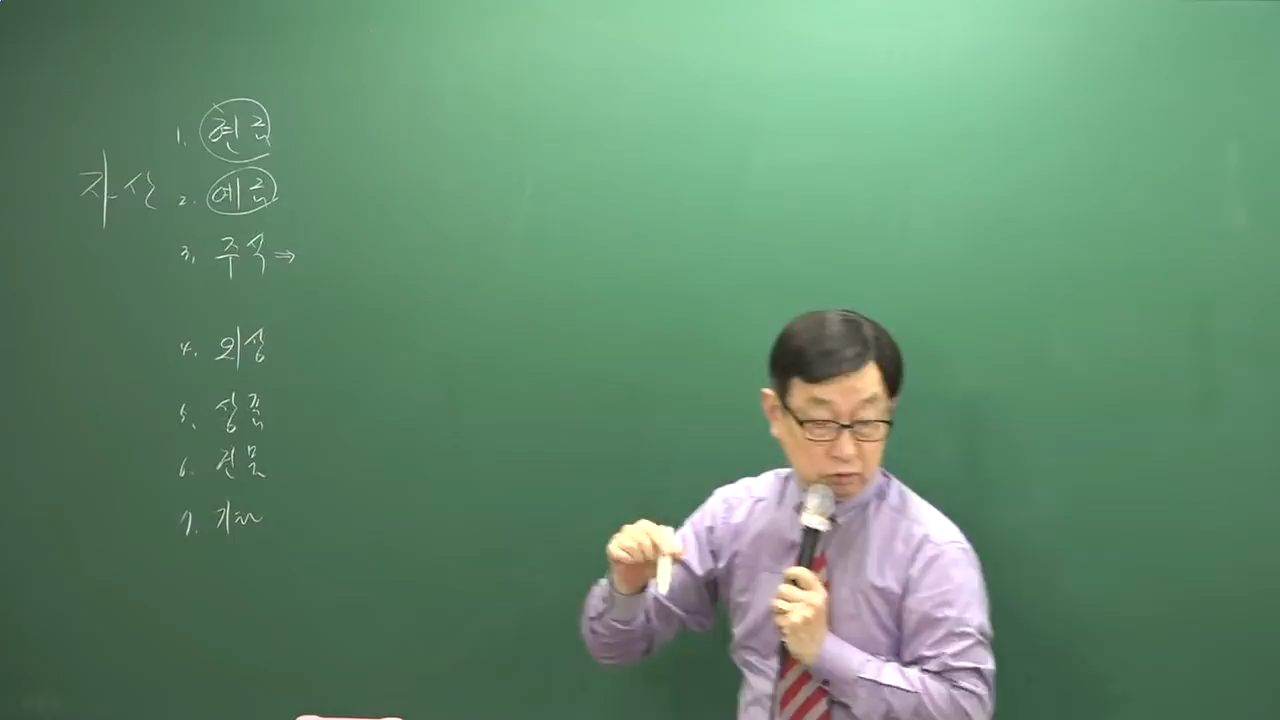 자산
1. 현금
2. 예금
3. 주식 ⇒
4. 외상
5. 상품
6. 건물
7. 기타